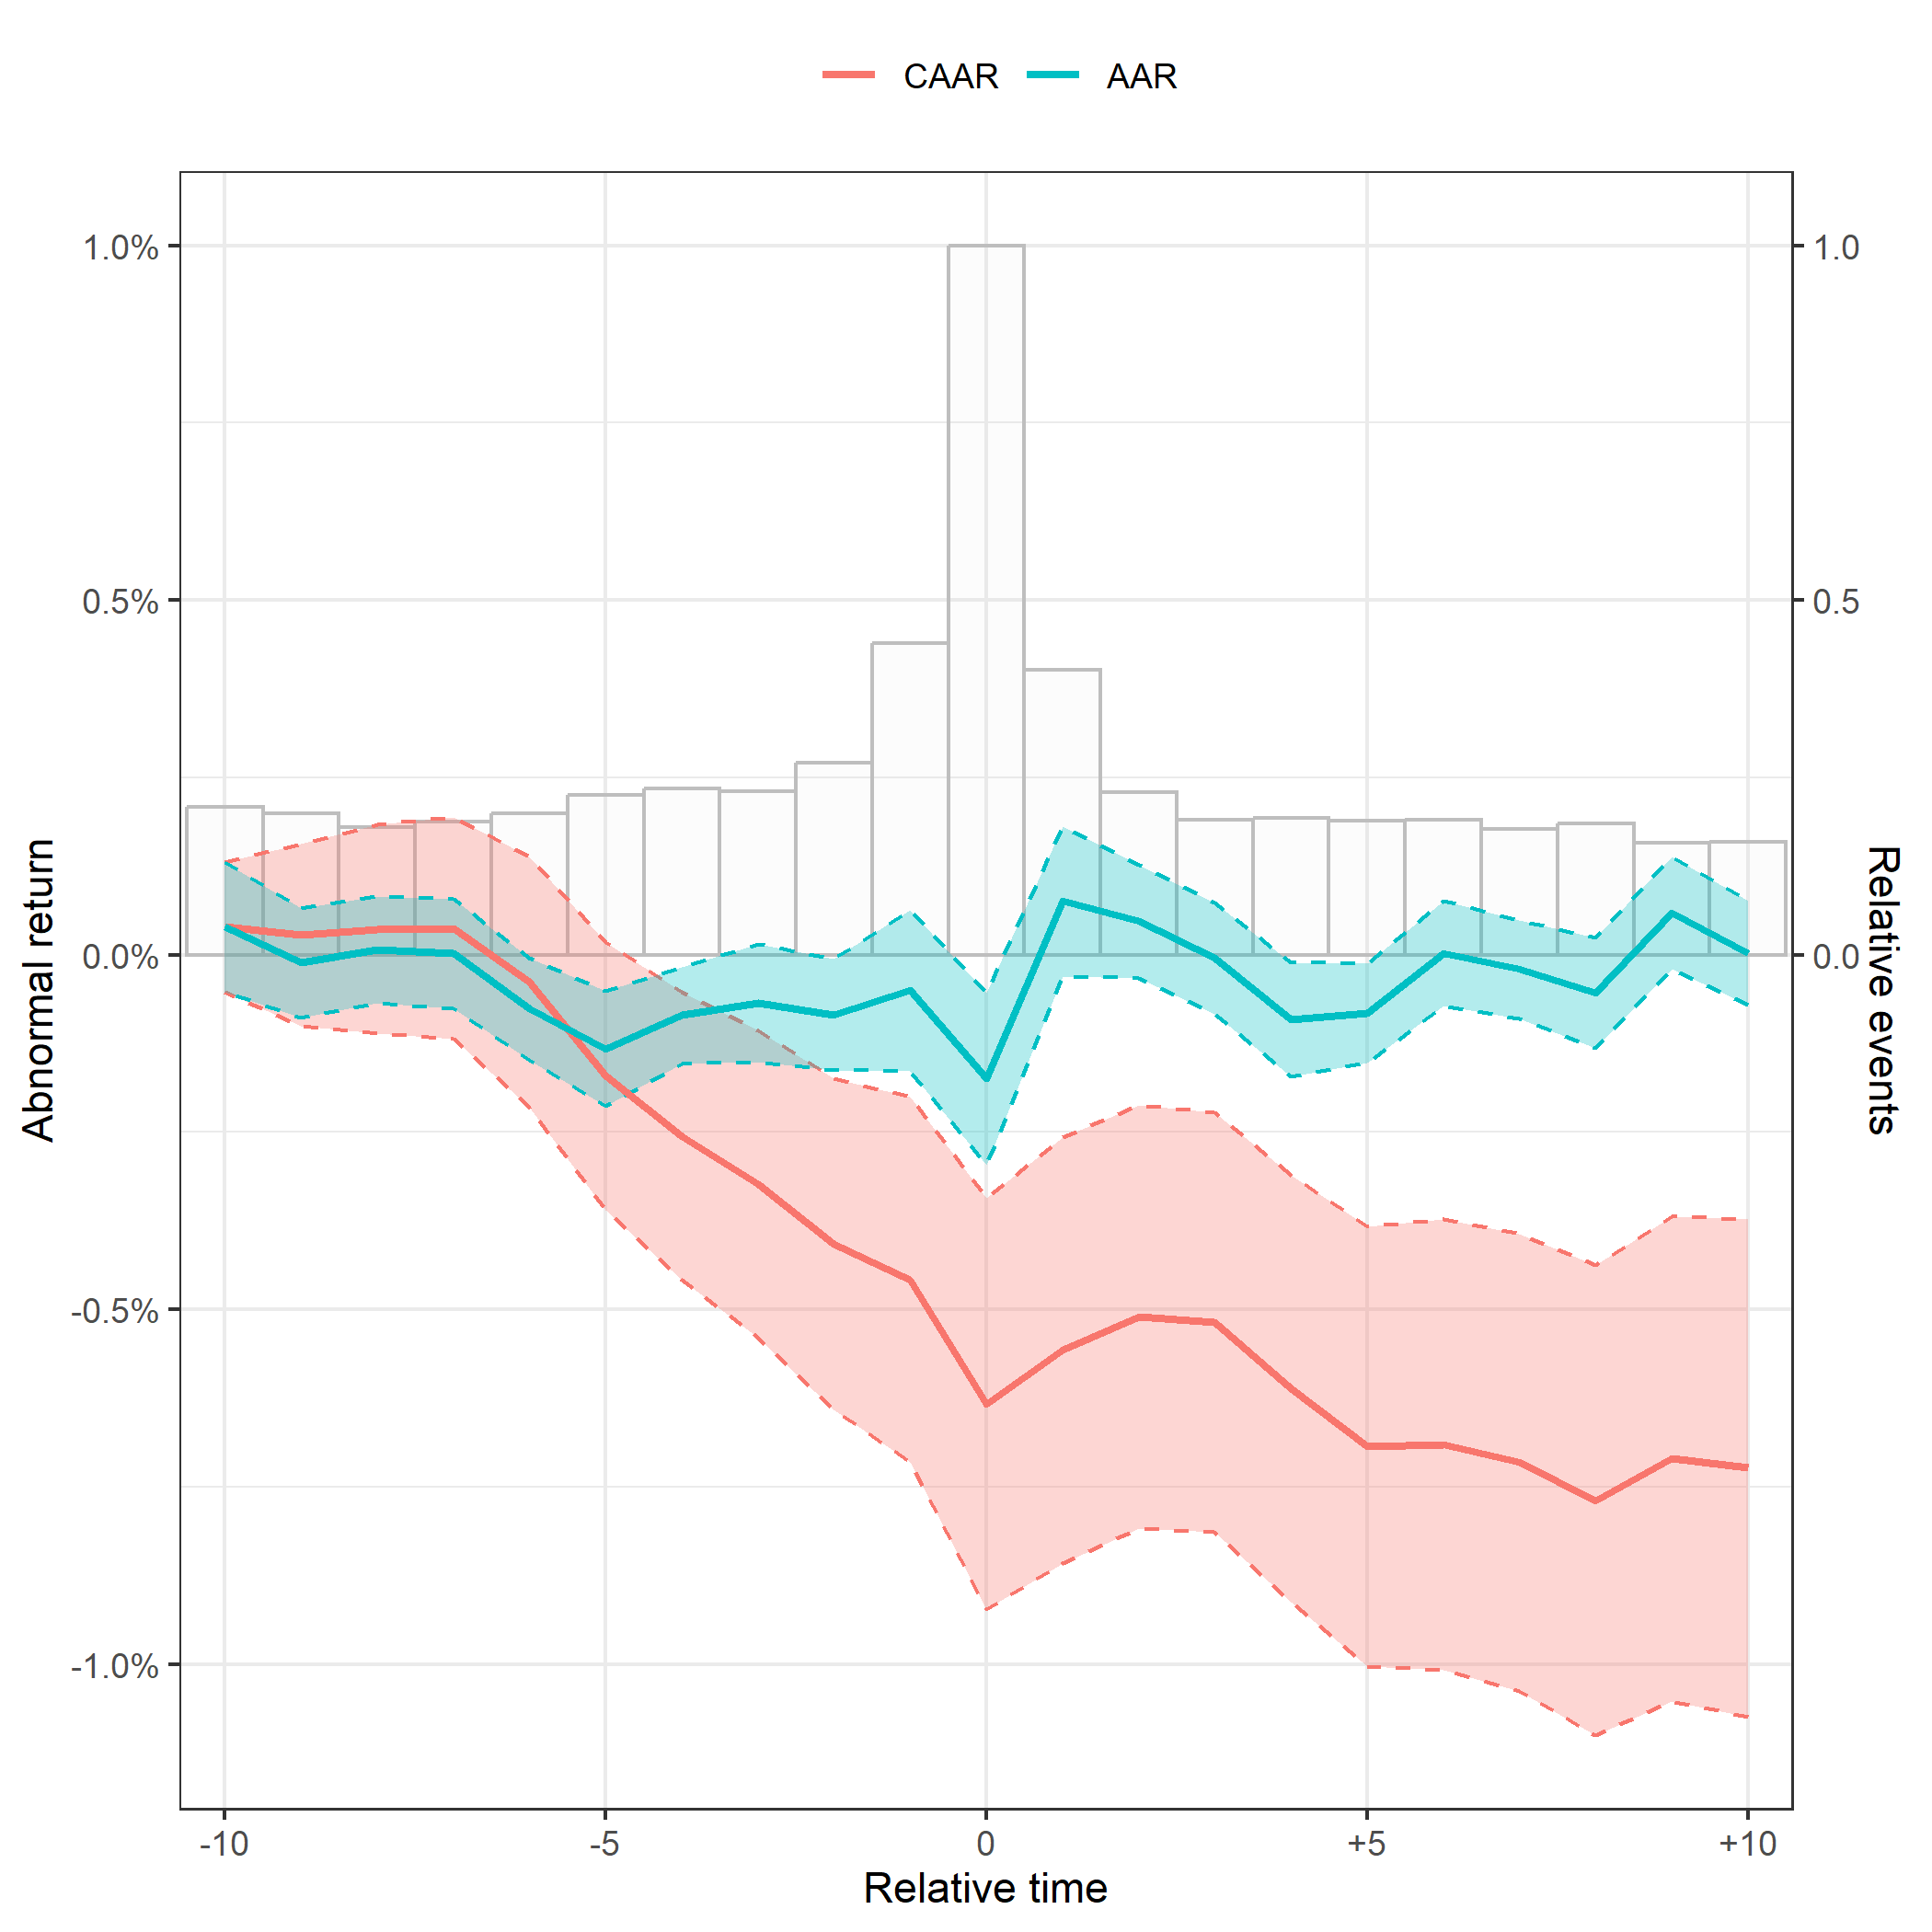 CAAR AAR
1.0%
0.5%
0.0%
-0.5%
-1.0%
Abnormal return
1.0
0.5
0.0
Relative events
-10 -5 0 +5 +10
Relative time